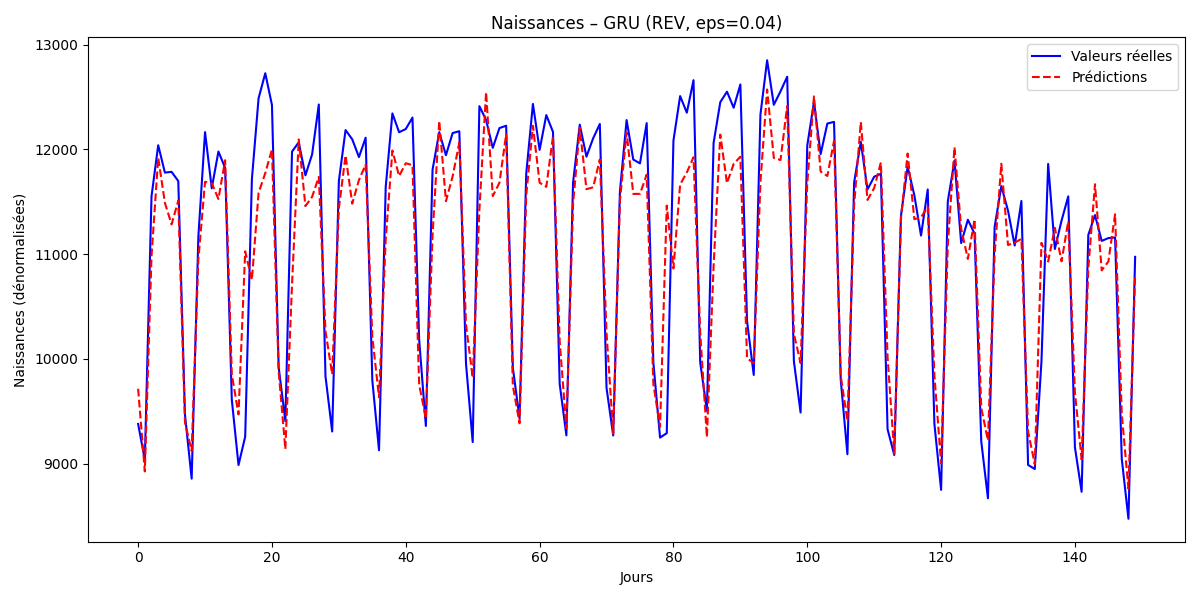 Naissances – GRU (REV, eps=0.04)
Valeurs réelles
Prédictions
Naissances (dénormalisées)
13000
12000
11000
10000
9000
0 20 40 60 80 100 120 140
Jours